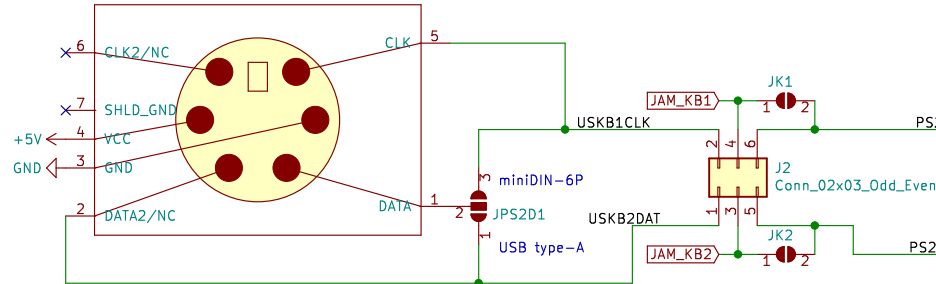 6 CLK2/NC
CLK 5
7 SHLD_GND
+5V 4 VCC
GND 3 GND
2 DATA2/NC
DATA 1
3 miniDIN-6P
2 JPS2D1
1 USB type-A
USKB1CLK
USKB2DAT
JAM_KB1
JK1
1 2
2 4 6
J2
Conn_02x03_Odd_Even
1 3 5
JAM_KB2
JK2
1 2
PS2
PS2